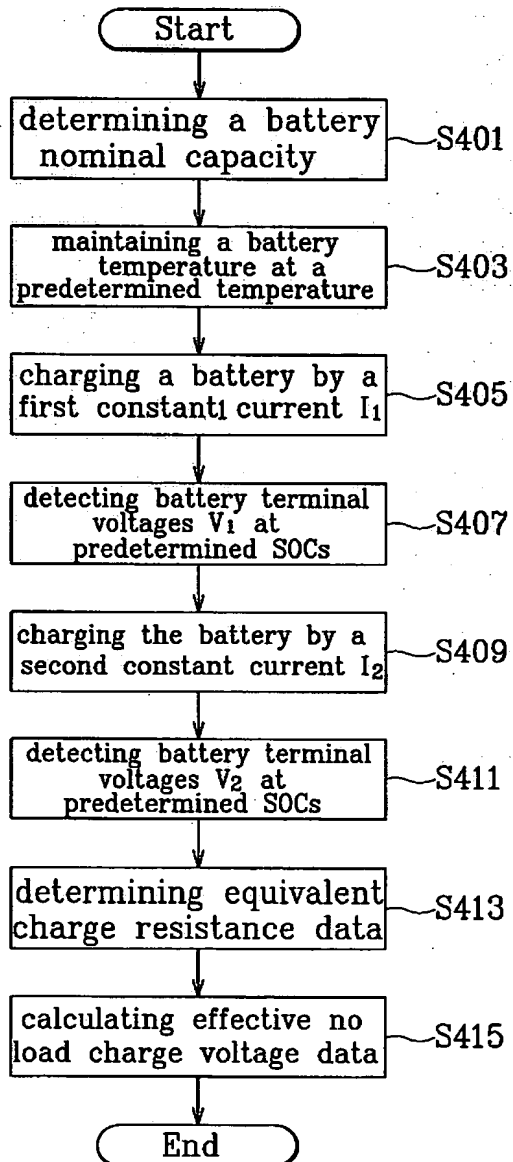 Start
determining a battery
nominal capacity
S401
maintaining a battery
temperature at a
predetermined temperature
S403
charging a battery by a
first constant1 current I1
S405
detecting battery terminal
voltages V1 at
predetermined SOCs
S407
charging the battery by a
second constant current I2
S409
detecting battery terminal
voltages V2 at
predetermined SOCs
S411
determining equivalent
charge resistance data
S413
calculating effective no
load charge voltage data
S415
End